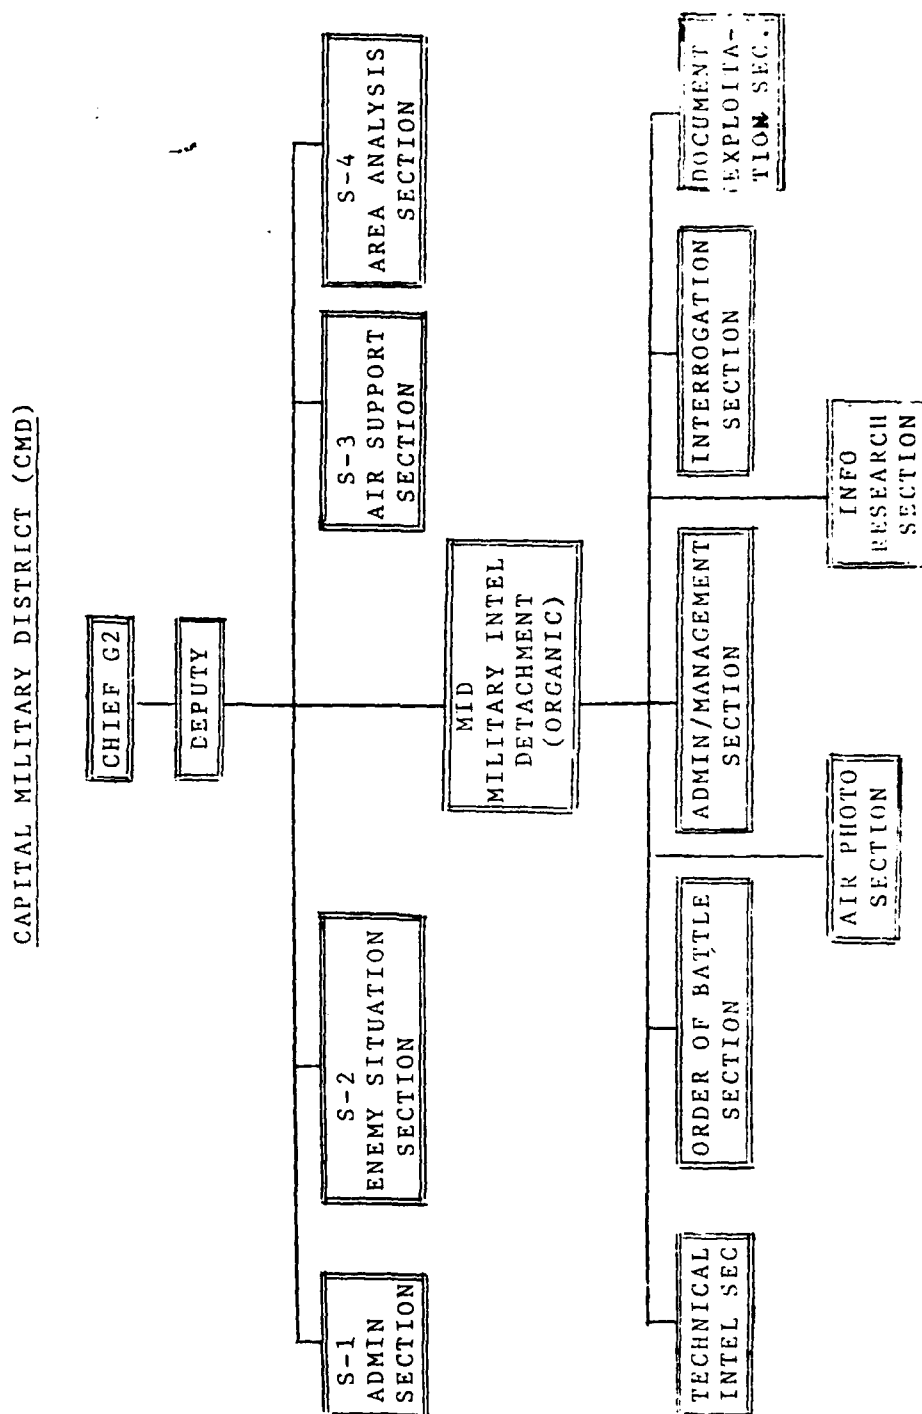 CAPITAL MILITARY DISTRICT (CMD)
CHIEF G2
DEPUTY
S-1
ADMIN
SECTION
S-2
ENEMY SITUATION
SECTION
S-3
AIR SUPPORT
SECTION
S-4
AREA ANALYSIS
SECTION
MID
MILITARY INTEL
DETACHMENT
(ORGANIC)
TECHNICAL
INTEL SEC
ORDER OF BATTLE
SECTION
ADMIN/MANAGEMENT
SECTION
INTERROGATION
SECTION
DOCUMENT
EXPLOITA-
TION SEC.
AIR PHOTO
SECTION
INFO
RESEARCH
SECTION